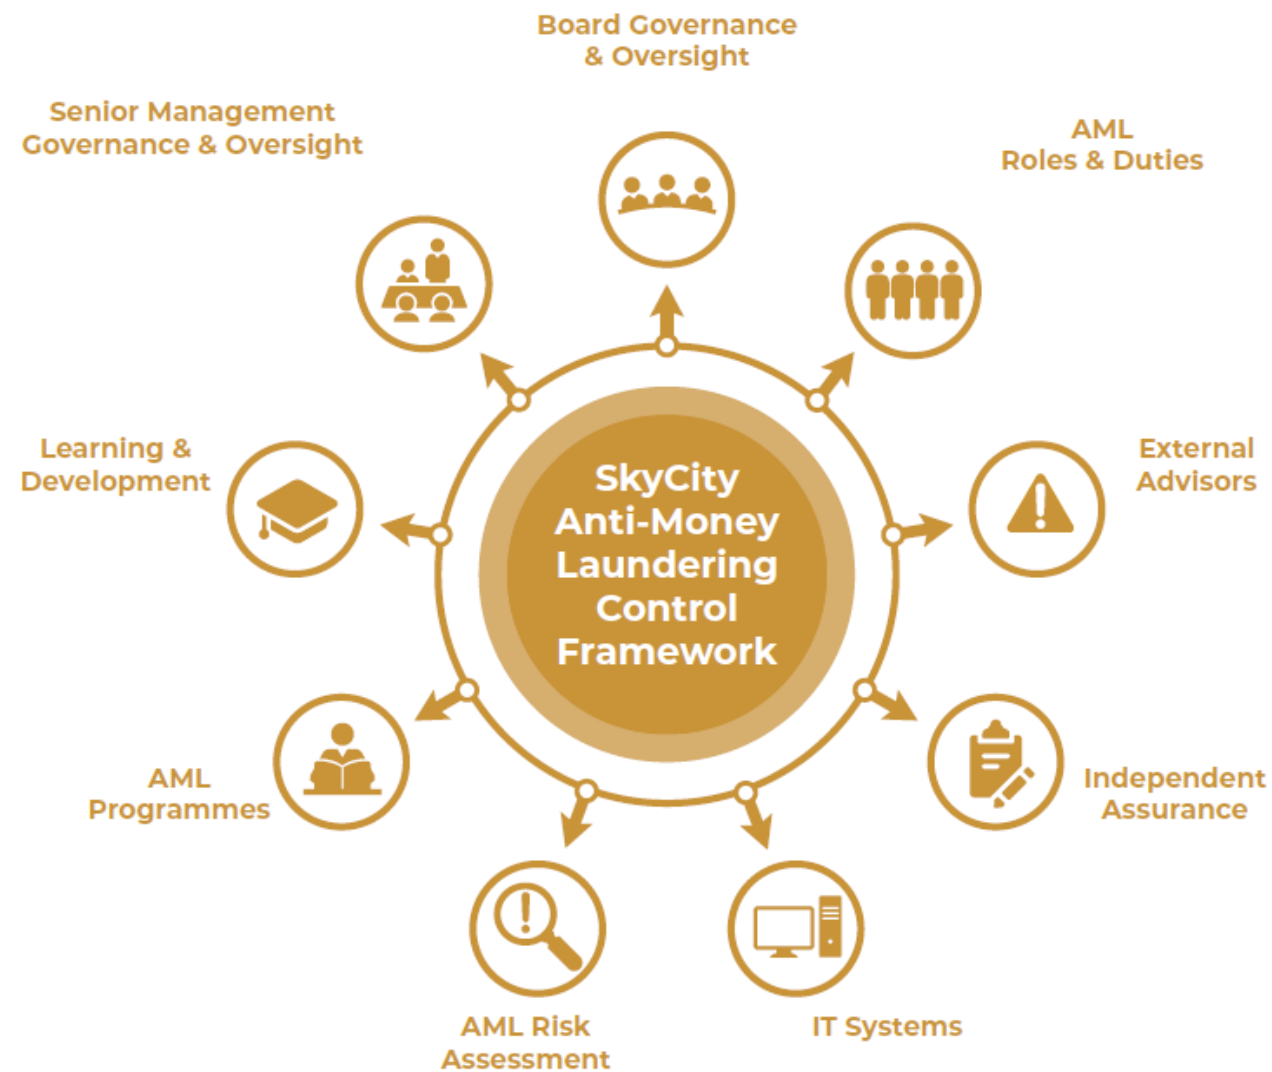 Board Governance
& Oversight
Senior Management
Governance & Oversight
AML
Roles & Duties
Learning &
Development
External
Advisors
SkyCity
Anti-Money
Laundering
Control
Framework
AML
Programmes
Independent
Assurance
AML Risk
Assessment
IT Systems